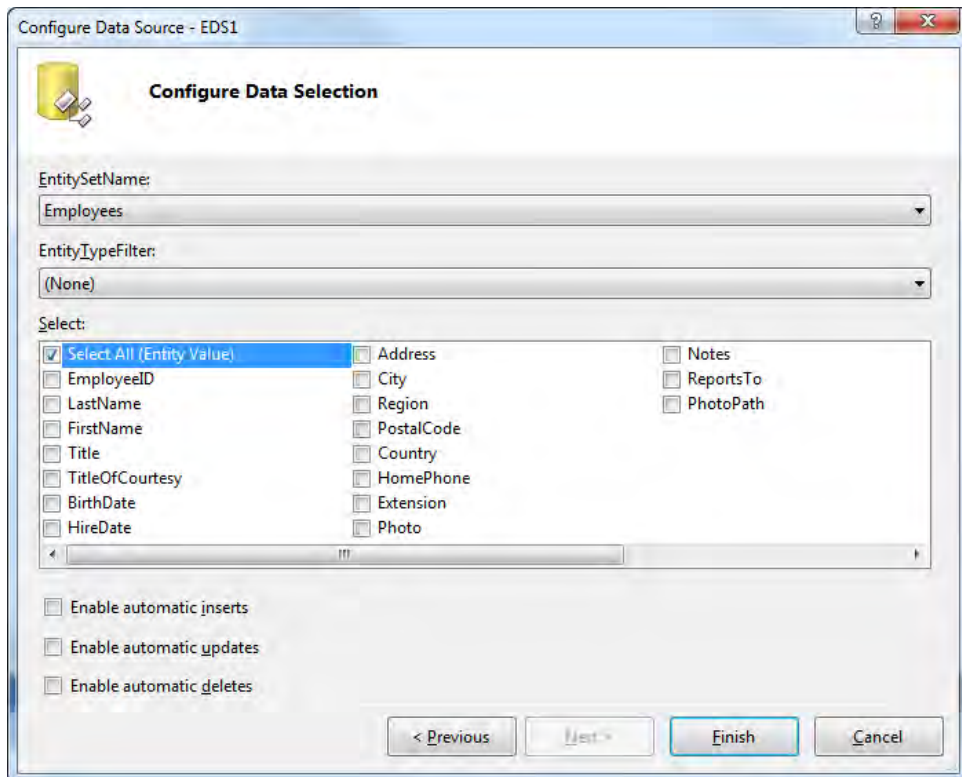 Configure Data Source - EDS1
Configure Data Selection
EntitySetName:
Employees
EntityTypeFilter:
(None)
Select:
Select All (Entity Value)
EmployeeID
LastName
FirstName
Title
TitleOfCourtesy
BirthDate
HireDate
Address
City
Region
PostalCode
Country
HomePhone
Extension
Photo
Notes
ReportsTo
PhotoPath
Enable automatic inserts
Enable automatic updates
Enable automatic deletes
< Previous
Next >
Finish
Cancel